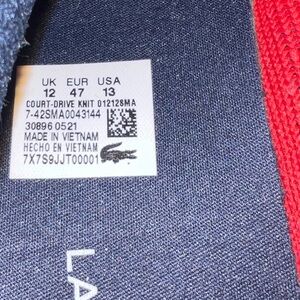 UK EUR USA
12 47 13
COURT-DRIVE KNIT 012128MA
7-42SMA0043144
30896 0521
MADE IN VIETNAM
HECHO EN VIETNAM
7X7S9JJT00001
LA